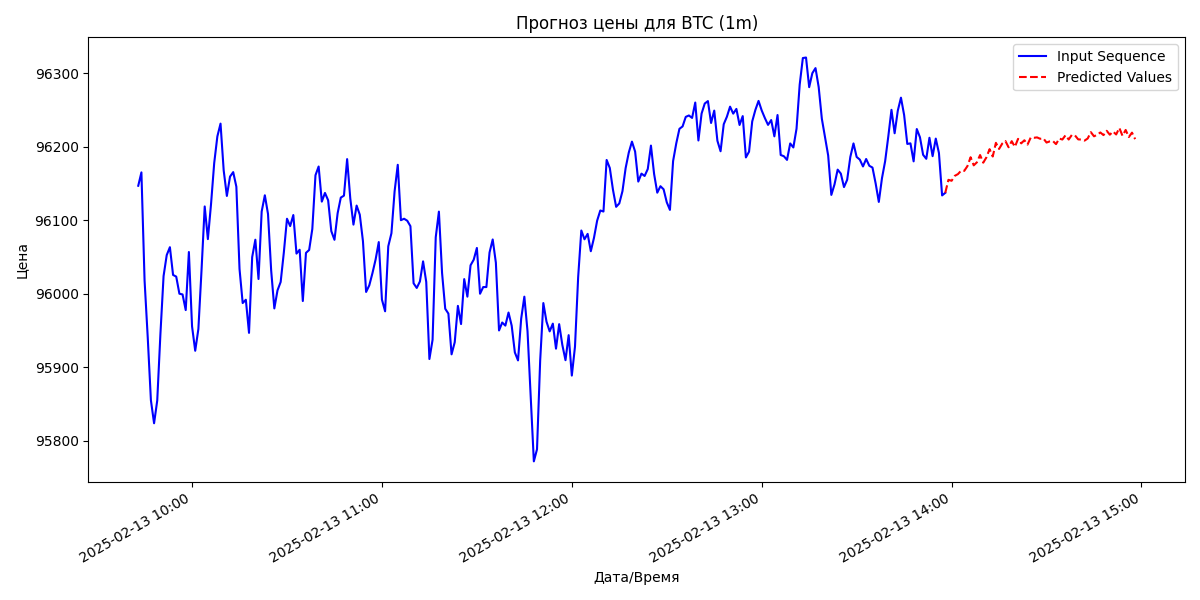 Прогноз цены для BTC (1m)
Input Sequence
Predicted Values
Цена
96300
96200
96100
96000
95900
95800
2025-02-13 10:00
2025-02-13 11:00
2025-02-13 12:00
2025-02-13 13:00
2025-02-13 14:00
2025-02-13 15:00
Дата/Время